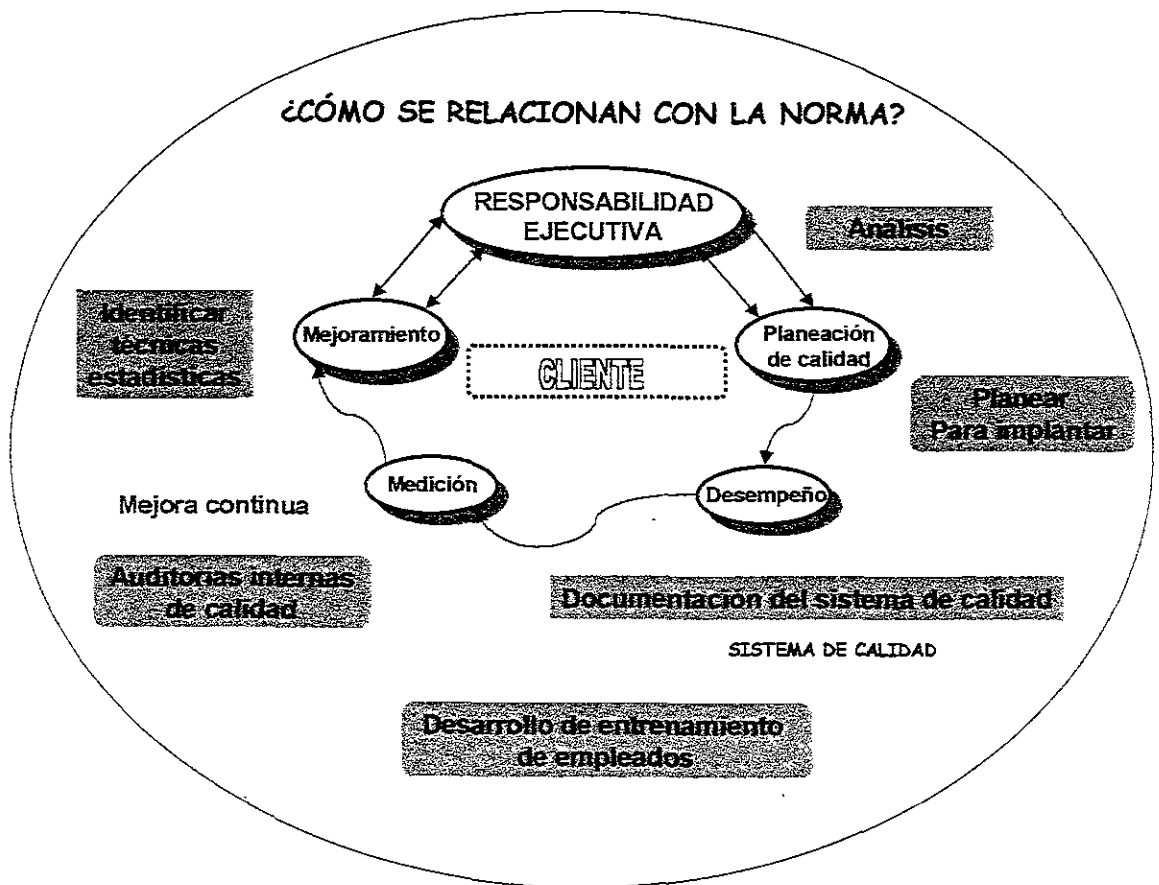 ¿CÓMO SE RELACIONAN CON LA NORMA?
RESPONSABILIDAD
EJECUTIVA
Análisis
Identificar
técnicas
estadísticas
Mejoramiento
CLIENTE
Planeación
de calidad
Planear
Para implantar
Medición
Desempeño
Mejora continua
Auditorias internas
de calidad
Documentación del sistema de calidad
SISTEMA DE CALIDAD
Desarrollo de entrenamiento
de empleados